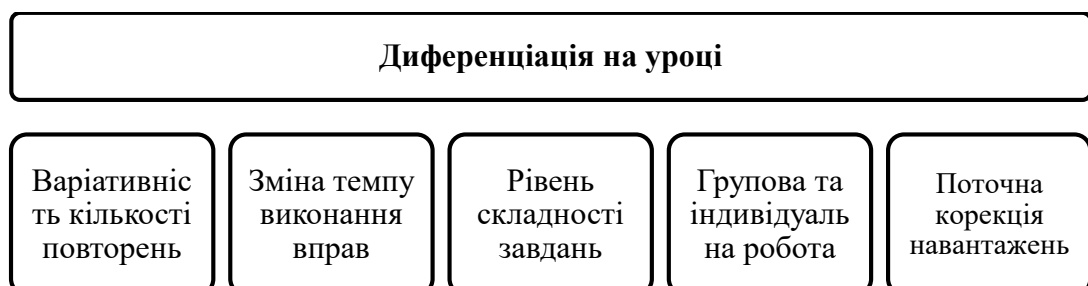 Диференціація на уроці
Варіативніс
ть кількості
повторень
Зміна темпу
виконання
вправ
Рівень
складності
завдань
Групова та
індивідуаль
на робота
Поточна
корекція
навантажень